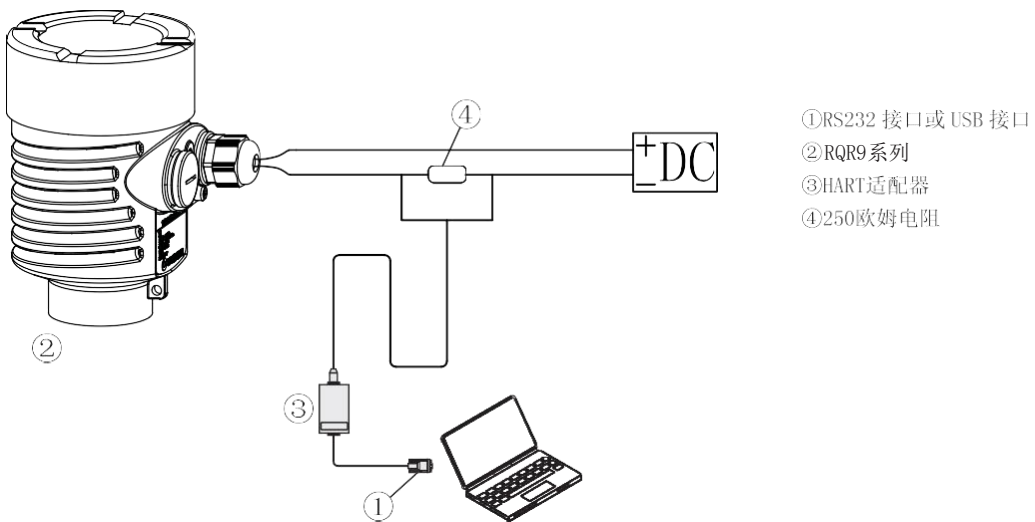 ④
+
DC
−
①RS232 接口或 USB 接口
②RQR9系列
③HART适配器
④250欧姆电阻
②
③
①